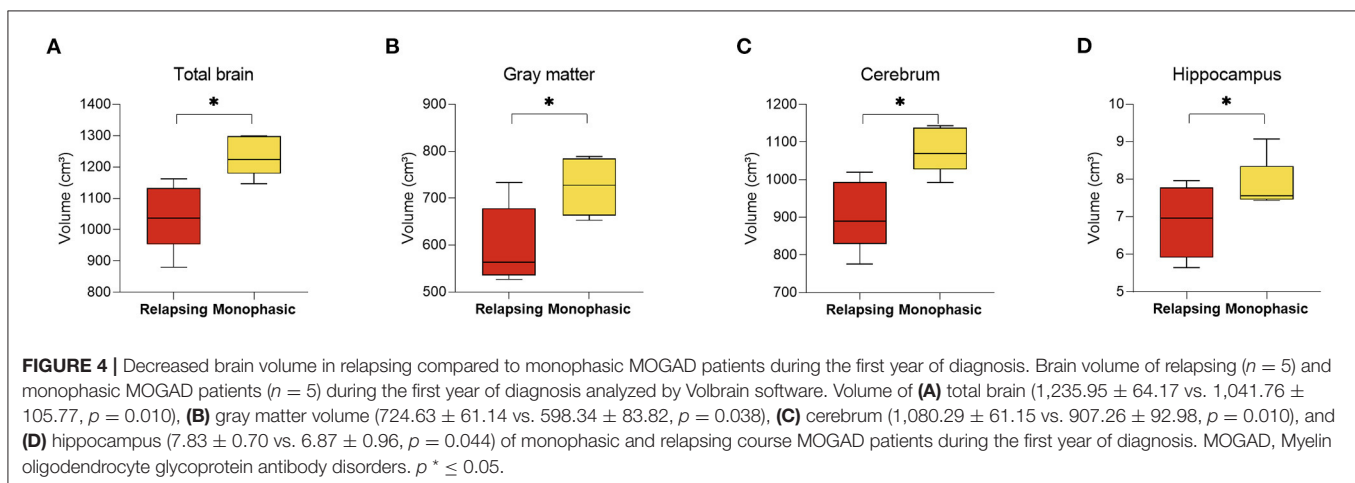 A
B
C
D
Total brain
Gray matter
Cerebrum
Hippocampus
*
*
*
*
Volume (cm³)
1400
1300
1200
1100
1000
900
800
Relapsing Monophasic
Volume (cm³)
900
800
700
600
500
Relapsing Monophasic
Volume (cm³)
1200
1100
1000
900
800
700
Relapsing Monophasic
Volume (cm³)
10
9
8
7
6
5
Relapsing Monophasic
FIGURE 4 | Decreased brain volume in relapsing compared to monophasic MOGAD patients during the first year of diagnosis. Brain volume of relapsing (n = 5) and
monophasic MOGAD patients (n = 5) during the first year of diagnosis analyzed by Volbrain software. Volume of (A) total brain (1,235.95 ± 64.17 vs. 1,041.76 ±
105.77, p = 0.010), (B) gray matter volume (724.63 ± 61.14 vs. 598.34 ± 83.82, p = 0.038), (C) cerebrum (1,080.29 ± 61.15 vs. 907.26 ± 92.98, p = 0.010), and
(D) hippocampus (7.83 ± 0.70 vs. 6.87 ± 0.96, p = 0.044) of monophasic and relapsing course MOGAD patients during the first year of diagnosis. MOGAD, Myelin
oligodendrocyte glycoprotein antibody disorders. p * ≤ 0.05.